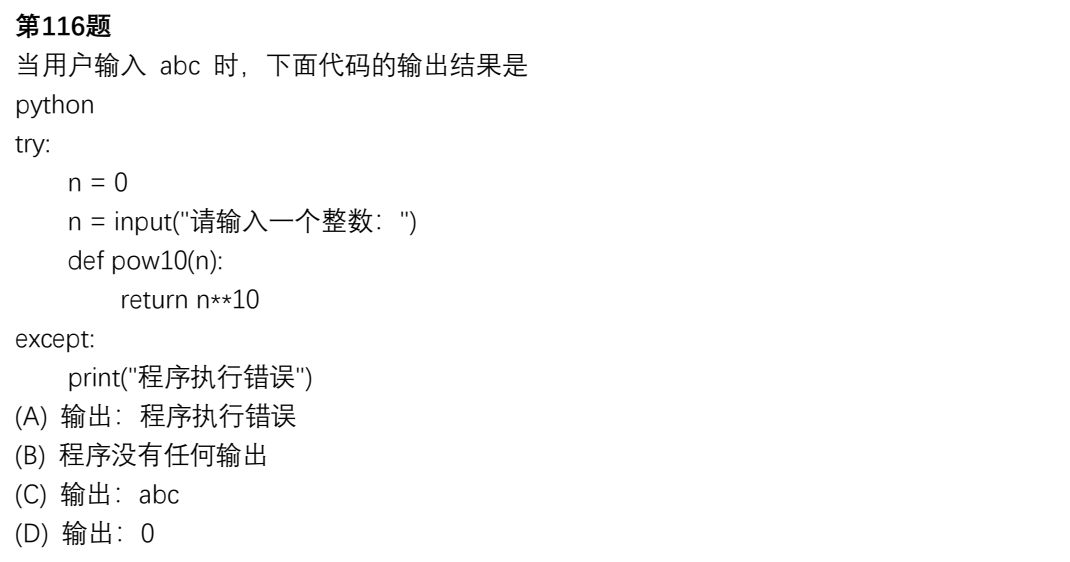 第116题
当用户输入 abc 时，下面代码的输出结果是
python
try:
    n = 0
    n = input("请输入一个整数：")
    def pow10(n):
        return n**10
except:
    print("程序执行错误")
(A) 输出：程序执行错误
(B) 程序没有任何输出
(C) 输出：abc
(D) 输出：0